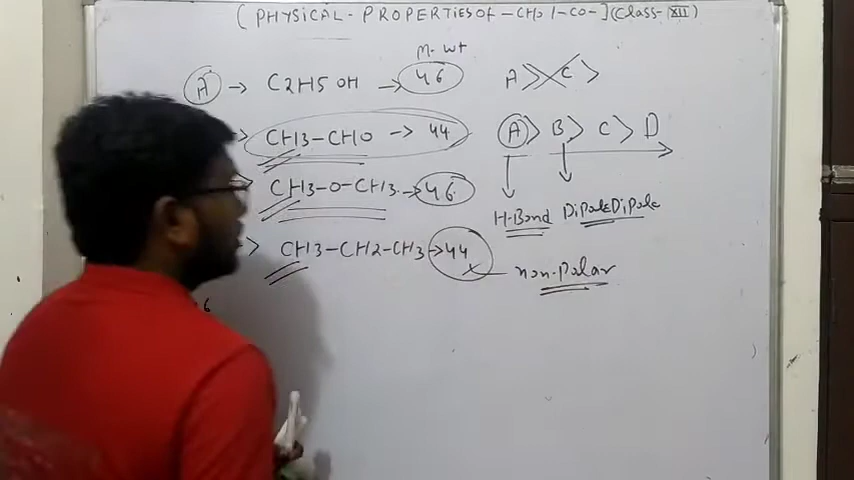 ( PHYSICAL - PROPERTIES of - CHO / - CO - ] (Class - XII)
M. wt
A → C2H5 OH → 46
A > C >
> CH3 - CHO → 44
A > B > C > D
> CH3 - O - CH3. → 46
H-Bond DiPoleDiPole
> CH3 - CH2 - CH3 → 44
non-Polar
6